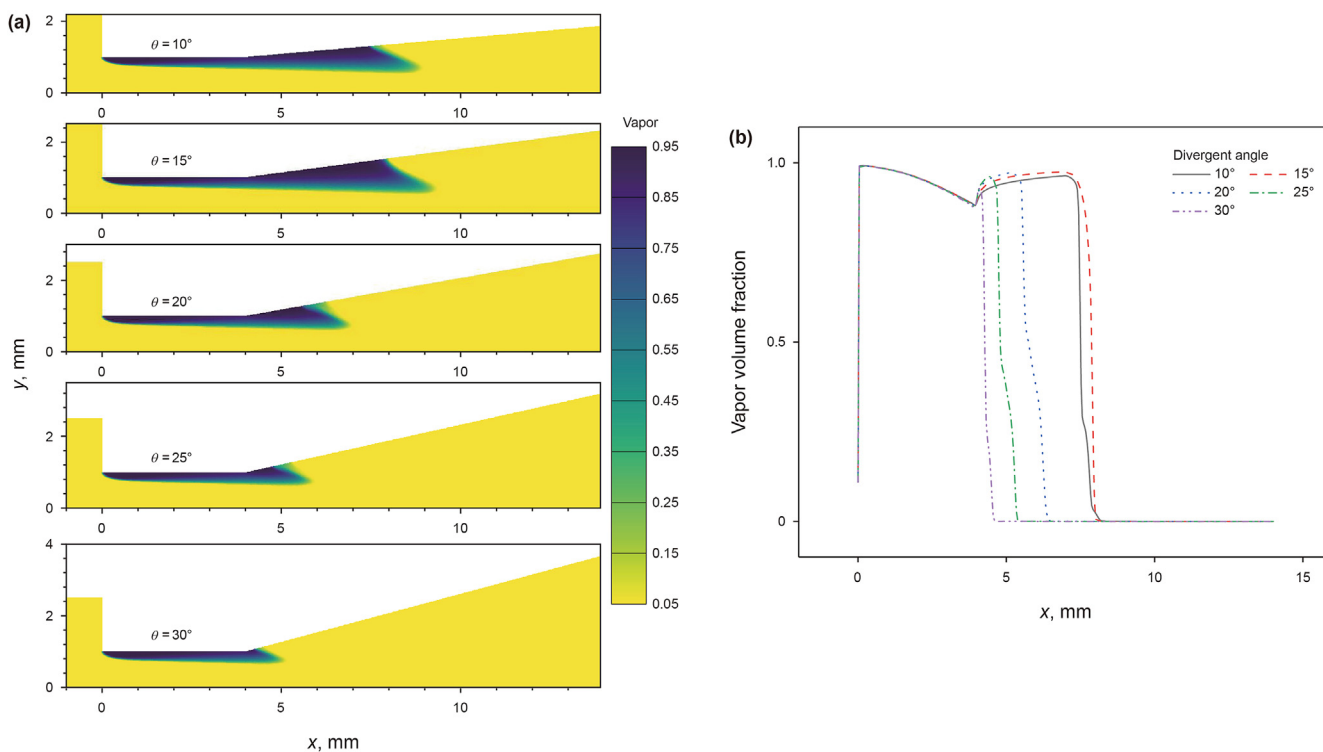 (a)
2
0
θ = 10°
0 5 10
2
0
θ = 15°
0 5 10
2
0
θ = 20°
0 5 10
2
0
θ = 25°
0 5 10
4
2
0
θ = 30°
0 5 10
y, mm
x, mm
Vapor
0.95
0.85
0.75
0.65
0.55
0.45
0.35
0.25
0.15
0.05
(b)
Divergent angle
10° 15°
20° 25°
30°
1.0
0.5
0
Vapor volume fraction
0 5 10 15
x, mm